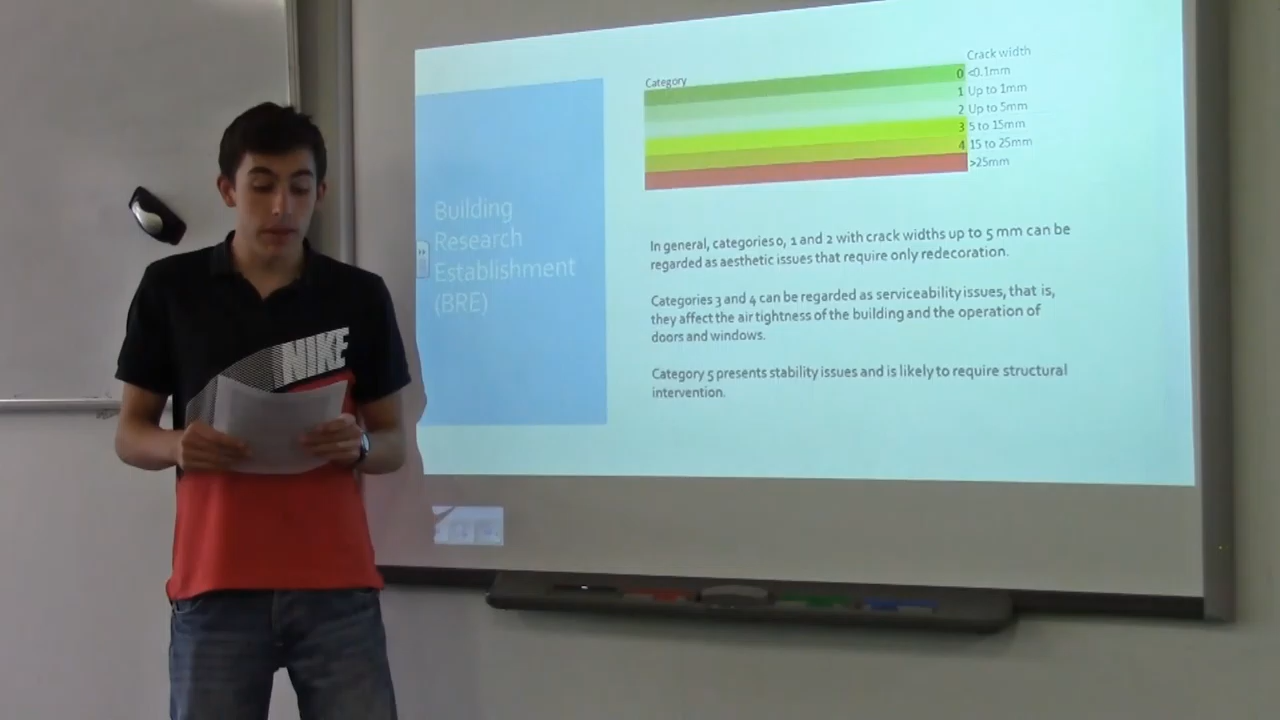 NIKE
Building
Research
Establishment
(BRE)
Category Crack width
0 <0.1mm
1 Up to 1mm
2 Up to 5mm
3 5 to 15mm
4 15 to 25mm
>25mm
In general, categories 0, 1 and 2 with crack widths up to 5 mm can be
regarded as aesthetic issues that require only redecoration.
Categories 3 and 4 can be regarded as serviceability issues, that is,
they affect the air tightness of the building and the operation of
doors and windows.
Category 5 presents stability issues and is likely to require structural
intervention.